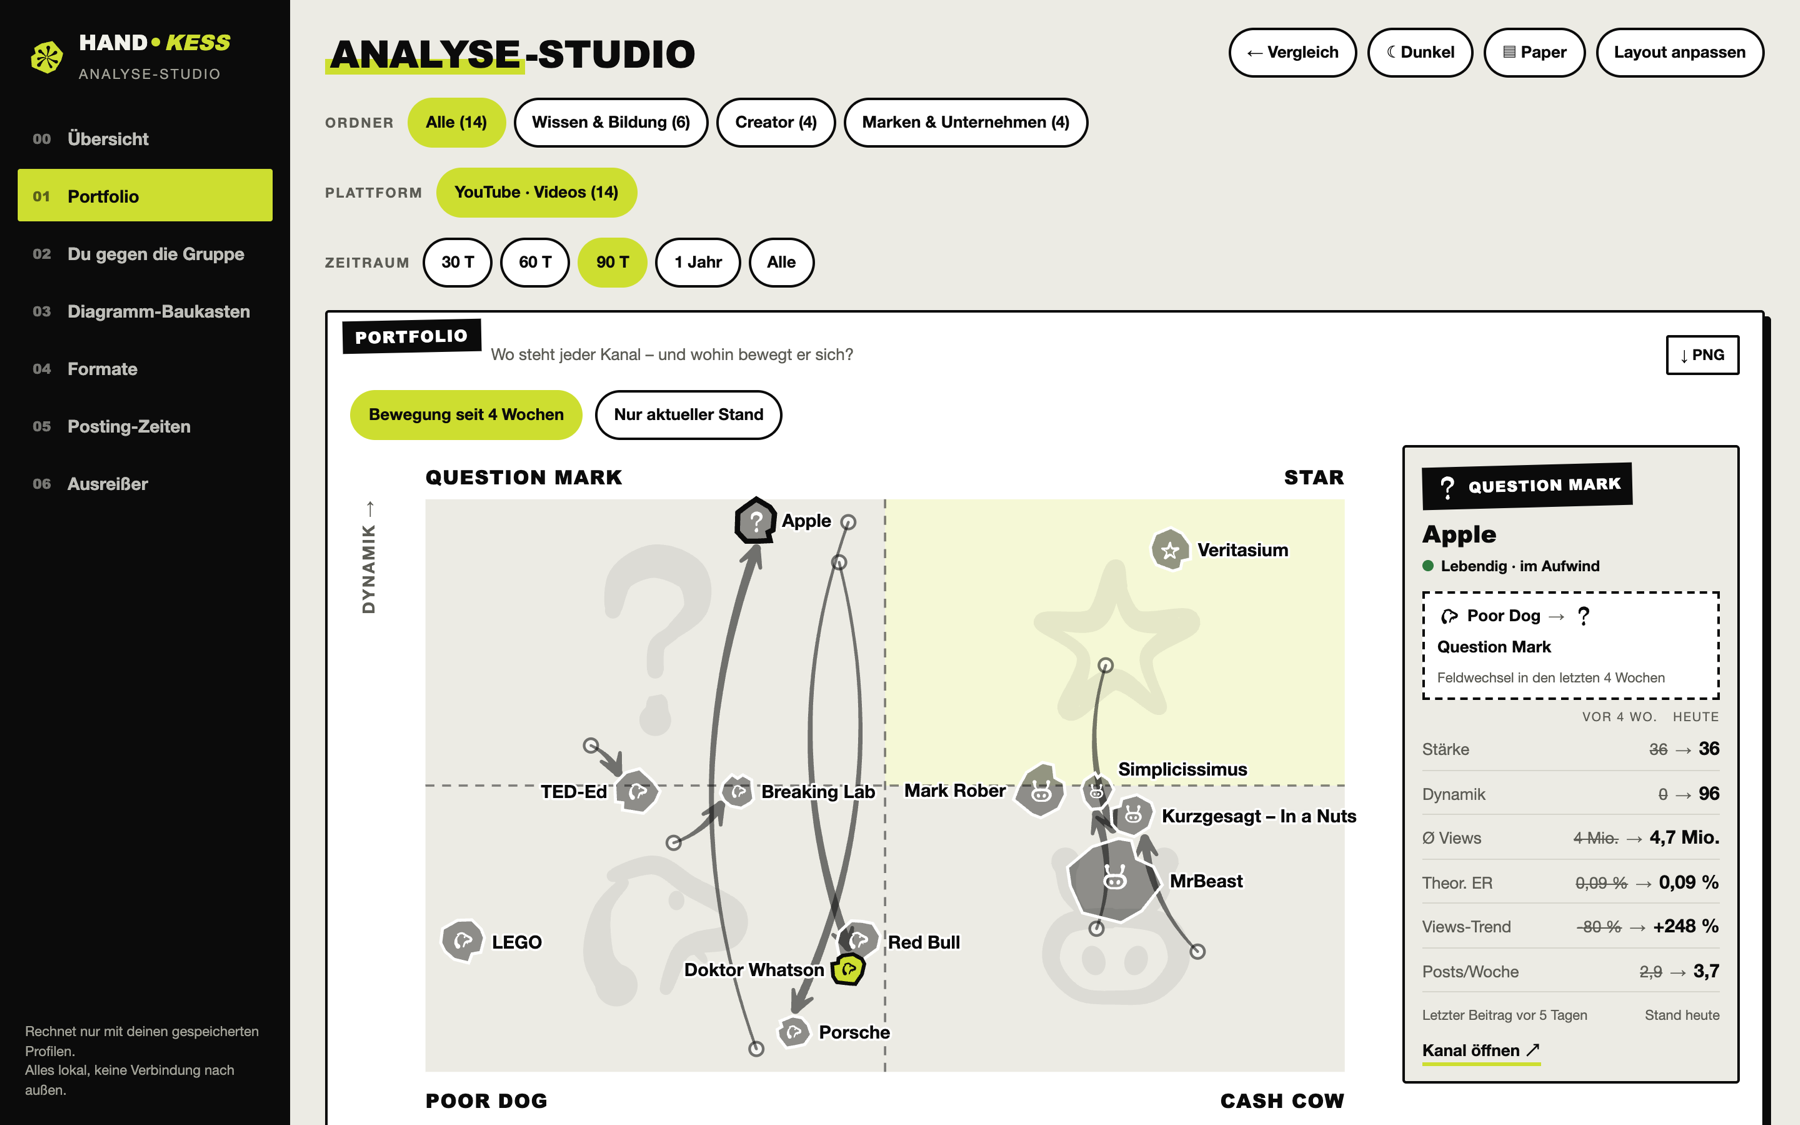 HAND • KESS
ANALYSE-STUDIO
00 Übersicht
01 Portfolio
02 Du gegen die Gruppe
03 Diagramm-Baukasten
04 Formate
05 Posting-Zeiten
06 Ausreißer
Rechnet nur mit deinen gespeicherten
Profilen.
Alles lokal, keine Verbindung nach
außen.
ANALYSE-STUDIO
← Vergleich
☾ Dunkel
▤ Paper
Layout anpassen
ORDNER Alle (14) Wissen & Bildung (6) Creator (4) Marken & Unternehmen (4)
PLATTFORM YouTube · Videos (14)
ZEITRAUM 30 T 60 T 90 T 1 Jahr Alle
PORTFOLIO
Wo steht jeder Kanal – und wohin bewegt er sich?
↓ PNG
Bewegung seit 4 Wochen Nur aktueller Stand
QUESTION MARK
STAR
DYNAMIK →
? Apple
Veritasium
Simplicissimus
TED-Ed
Breaking Lab
Mark Rober
Kurzgesagt – In a Nuts
MrBeast
LEGO
Red Bull
Doktor Whatson
Porsche
POOR DOG
CASH COW
? QUESTION MARK
Apple
Lebendig · im Aufwind
Poor Dog → ?
Question Mark
Feldwechsel in den letzten 4 Wochen
VOR 4 WO. HEUTE
Stärke 36 → 36
Dynamik 0 → 96
Ø Views 4 Mio. → 4,7 Mio.
Theor. ER 0,09 % → 0,09 %
Views-Trend -80 % → +248 %
Posts/Woche 2,9 → 3,7
Letzter Beitrag vor 5 Tagen Stand heute
Kanal öffnen ↗